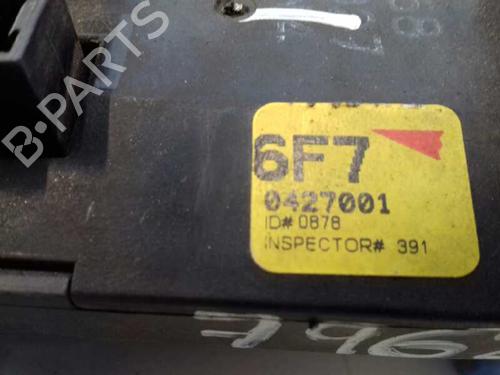 B-PARTS
6F7
0427001
ID# 0878
INSPECTOR# 391